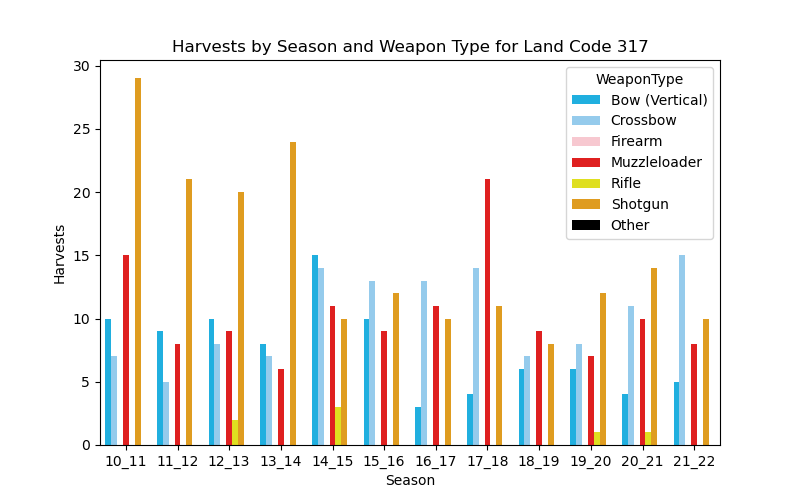 Harvests by Season and Weapon Type for Land Code 317
30
25
20
15
10
5
0
Harvests
WeaponType
Bow (Vertical)
Crossbow
Firearm
Muzzleloader
Rifle
Shotgun
Other
10_11 11_12 12_13 13_14 14_15 15_16 16_17 17_18 18_19 19_20 20_21 21_22
Season